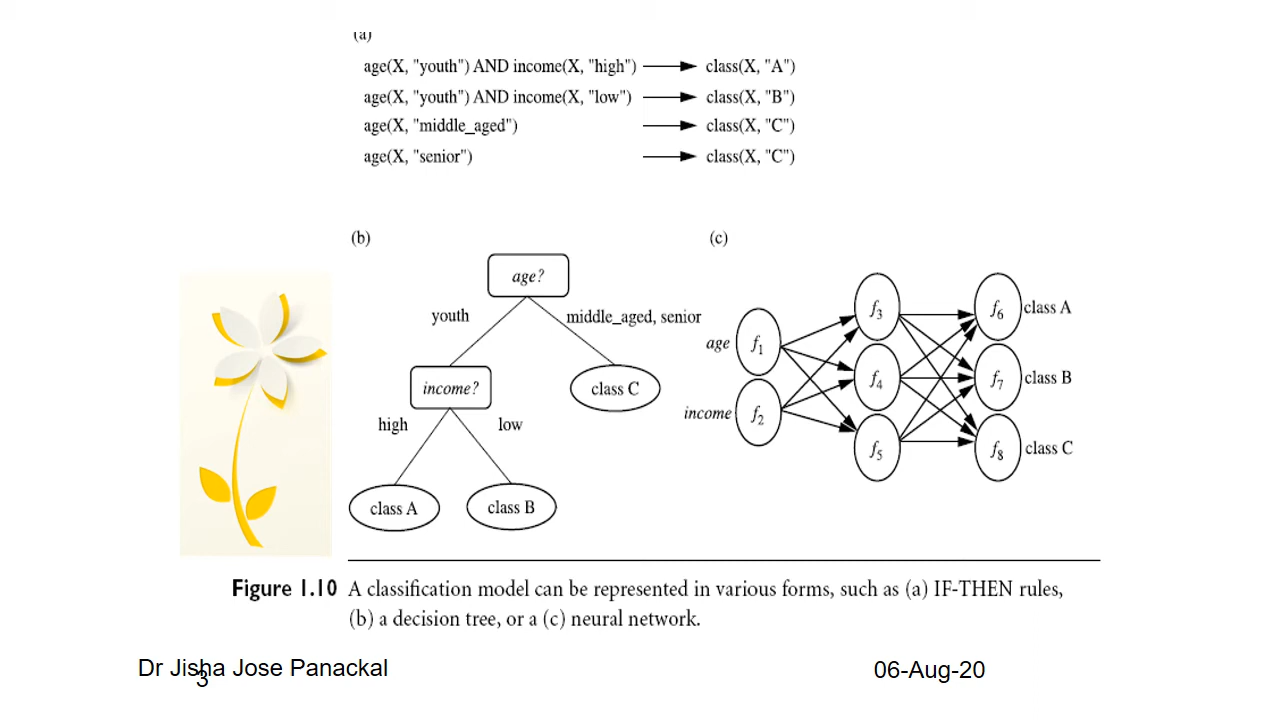 (a)
age(X, "youth") AND income(X, "high") class(X, "A")
age(X, "youth") AND income(X, "low") class(X, "B")
age(X, "middle_aged") class(X, "C")
age(X, "senior") class(X, "C")
(b)
age?
youth
middle_aged, senior
income?
class C
high
low
class A
class B
(c)
age
income
f1
f2
f3
f4
f5
f6
f7
f8
class A
class B
class C
Figure 1.10 A classification model can be represented in various forms, such as (a) IF-THEN rules,
(b) a decision tree, or a (c) neural network.
Dr Jisha Jose Panackal
3
06-Aug-20